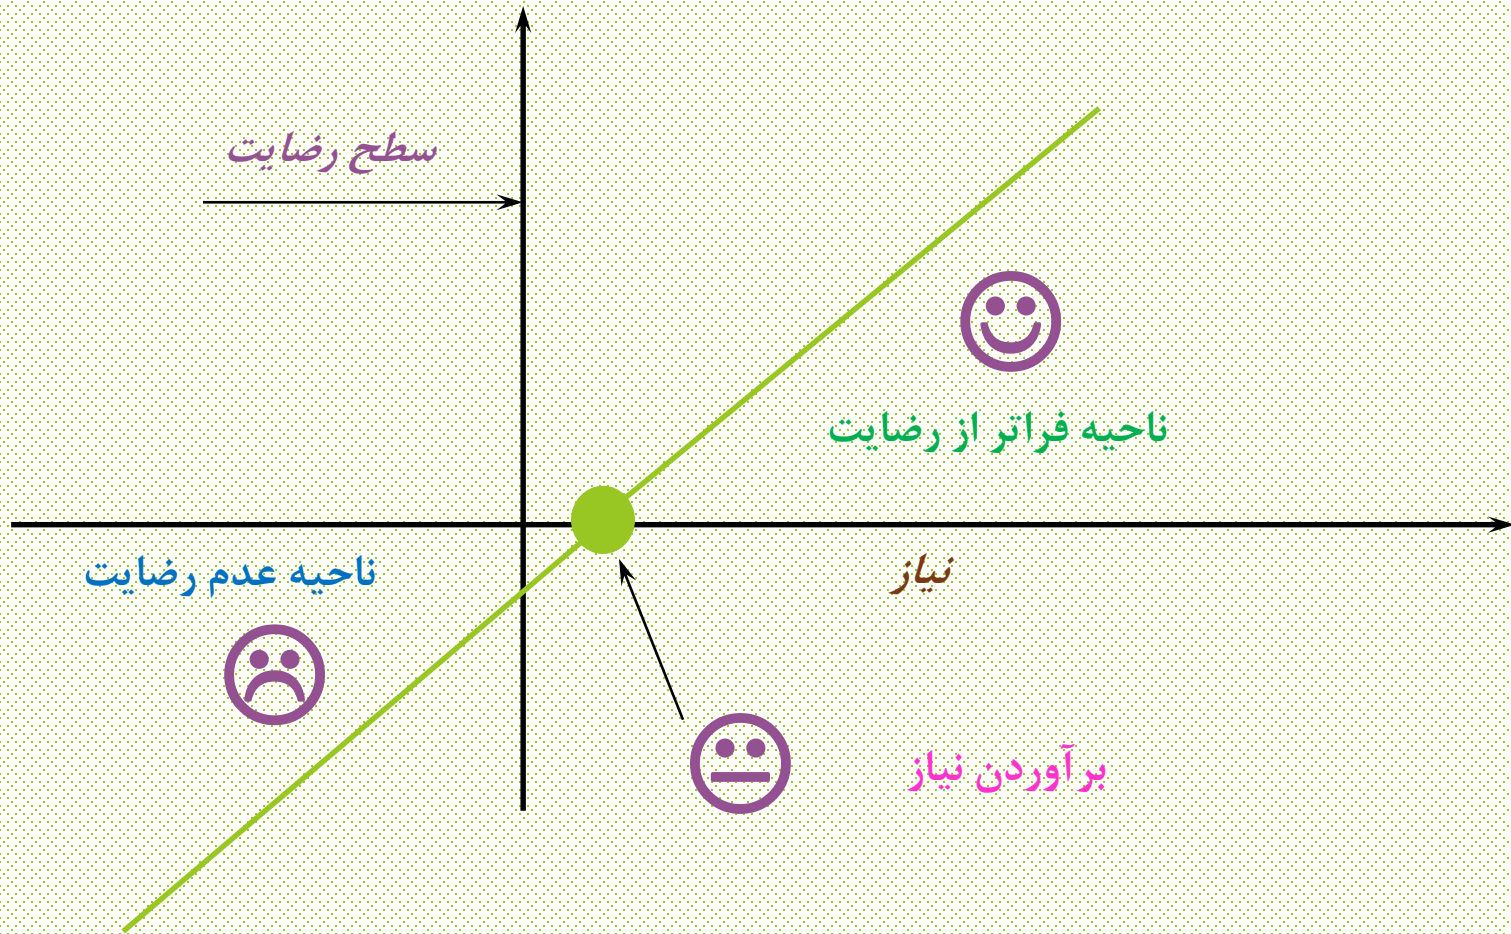 سطح رضایت
ناحیه فراتر از رضایت
نیاز
ناحیه عدم رضایت
برآوردن نیاز